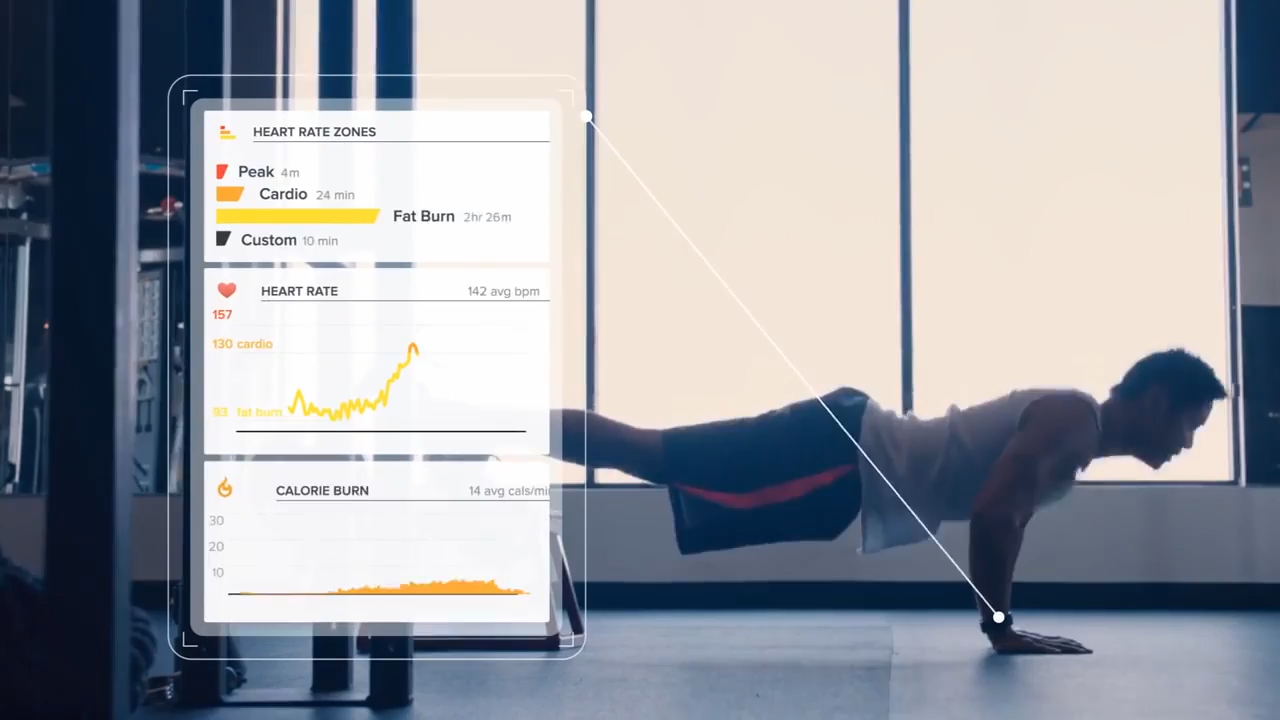 HEART RATE ZONES
Peak 4m
Cardio 24 min
Fat Burn 2hr 26m
Custom 10 min
HEART RATE 142 avg bpm
157
130 cardio
93 fat burn
CALORIE BURN 14 avg cals/min
30
20
10